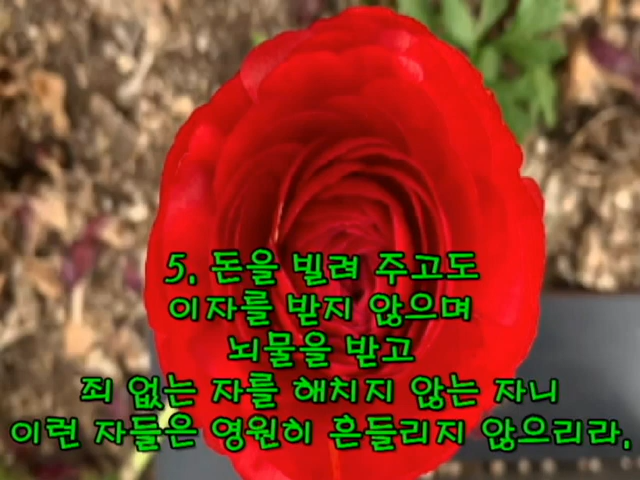 5. 돈을 빌려 주고도
이자를 받지 않으며
뇌물을 받고
죄 없는 자를 해치지 않는 자니
이런 자들은 영원히 흔들리지 않으리라.